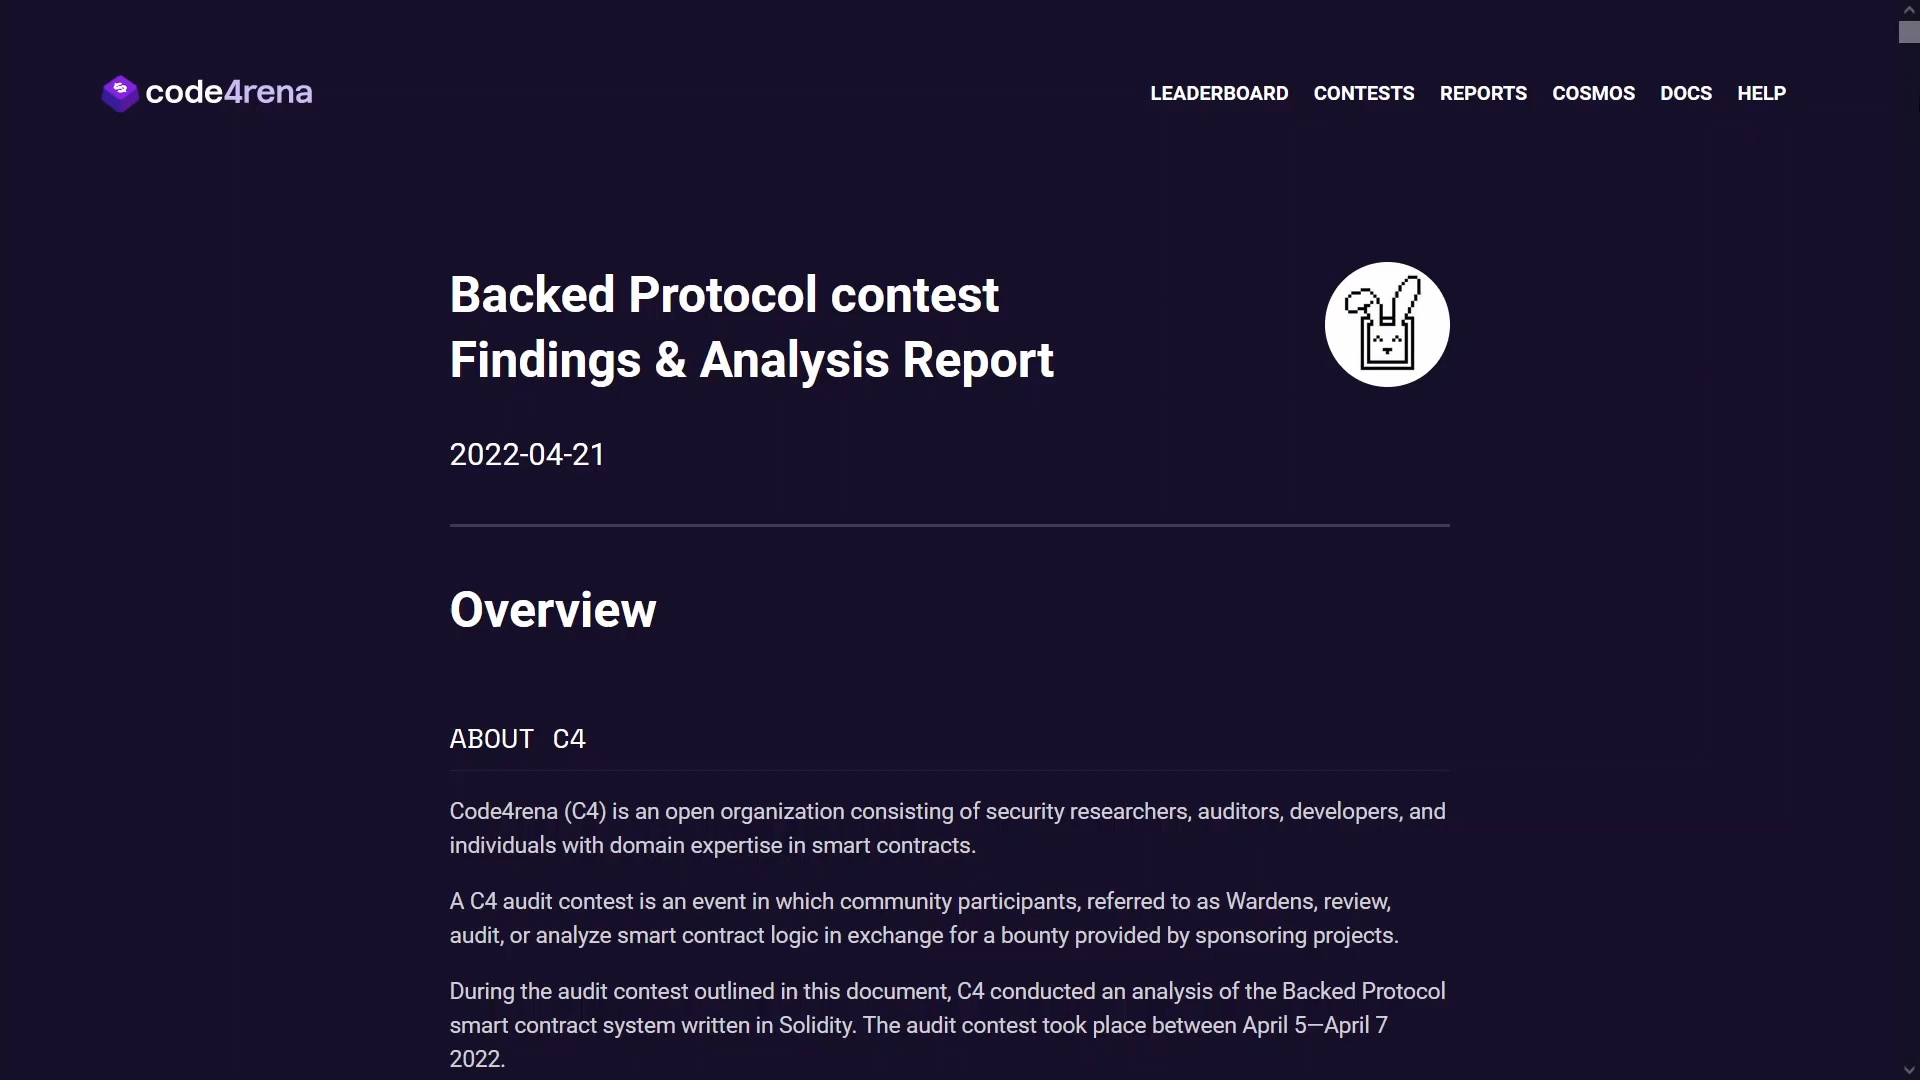 code4rena
LEADERBOARD CONTESTS REPORTS COSMOS DOCS HELP
Backed Protocol contest
Findings & Analysis Report
2022-04-21
Overview
ABOUT C4
Code4rena (C4) is an open organization consisting of security researchers, auditors, developers, and
individuals with domain expertise in smart contracts.
A C4 audit contest is an event in which community participants, referred to as Wardens, review,
audit, or analyze smart contract logic in exchange for a bounty provided by sponsoring projects.
During the audit contest outlined in this document, C4 conducted an analysis of the Backed Protocol
smart contract system written in Solidity. The audit contest took place between April 5—April 7
2022.